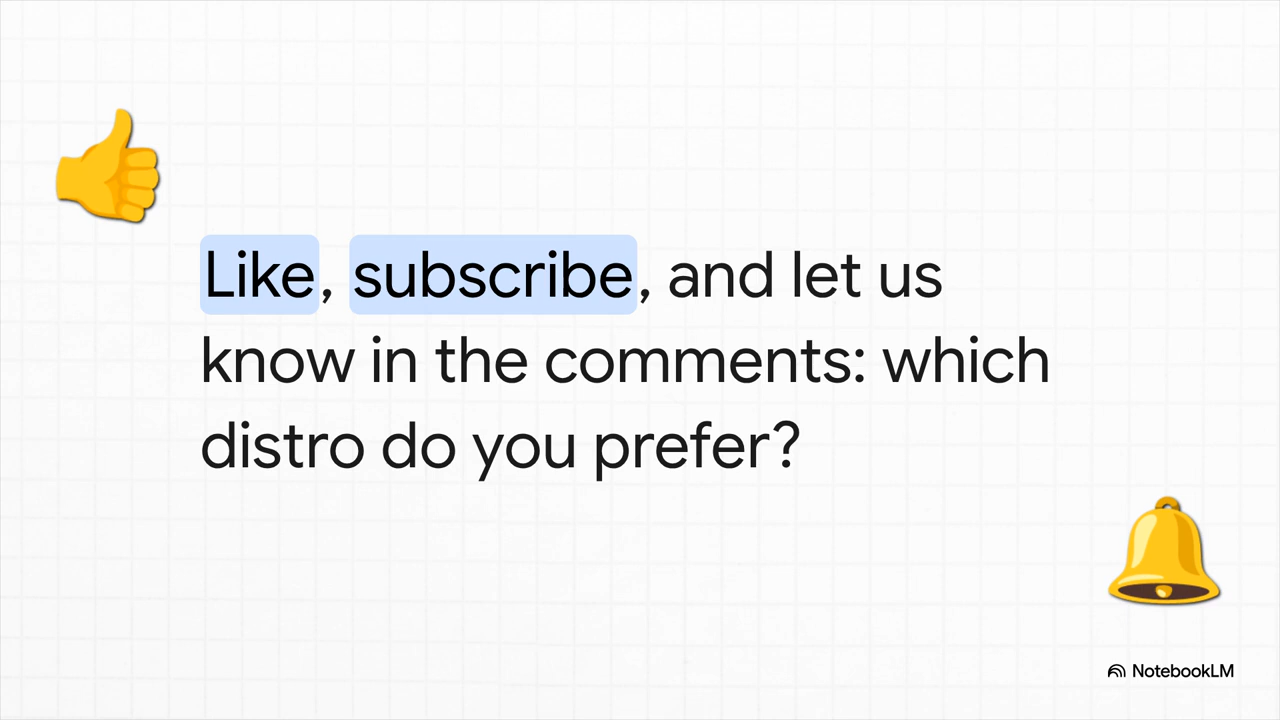 Like, subscribe, and let us
know in the comments: which
distro do you prefer?
NotebookLM